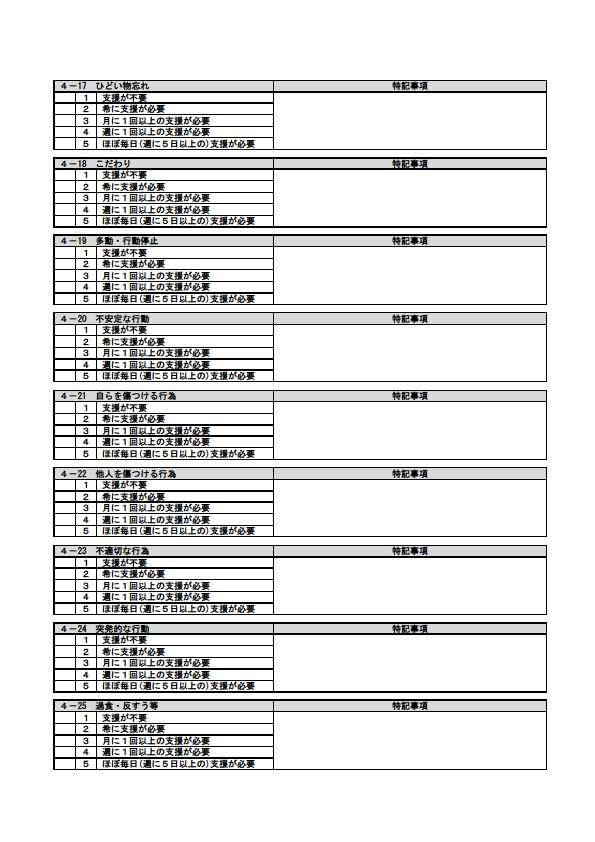 ４－17　ひどい物忘れ　特記事項
1　支援が不要
2　希に支援が必要
3　月に１回以上の支援が必要
4　週に１回以上の支援が必要
5　ほぼ毎日(週に５日以上の)支援が必要
４－18　こだわり　特記事項
1　支援が不要
2　希に支援が必要
3　月に１回以上の支援が必要
4　週に１回以上の支援が必要
5　ほぼ毎日(週に５日以上の)支援が必要
４－19　多動・行動停止　特記事項
1　支援が不要
2　希に支援が必要
3　月に１回以上の支援が必要
4　週に１回以上の支援が必要
5　ほぼ毎日(週に５日以上の)支援が必要
４－20　不安定な行動　特記事項
1　支援が不要
2　希に支援が必要
3　月に１回以上の支援が必要
4　週に１回以上の支援が必要
5　ほぼ毎日(週に５日以上の)支援が必要
４－21　自らを傷つける行為　特記事項
1　支援が不要
2　希に支援が必要
3　月に１回以上の支援が必要
4　週に１回以上の支援が必要
5　ほぼ毎日(週に５日以上の)支援が必要
４－22　他人を傷つける行為　特記事項
1　支援が不要
2　希に支援が必要
3　月に１回以上の支援が必要
4　週に１回以上の支援が必要
5　ほぼ毎日(週に５日以上の)支援が必要
４－23　不適切な行為　特記事項
1　支援が不要
2　希に支援が必要
3　月に１回以上の支援が必要
4　週に１回以上の支援が必要
5　ほぼ毎日(週に５日以上の)支援が必要
４－24　突発的な行動　特記事項
1　支援が不要
2　希に支援が必要
3　月に１回以上の支援が必要
4　週に１回以上の支援が必要
5　ほぼ毎日(週に５日以上の)支援が必要
４－25　過食・反すう等　特記事項
1　支援が不要
2　希に支援が必要
3　月に１回以上の支援が必要
4　週に１回以上の支援が必要
5　ほぼ毎日(週に５日以上の)支援が必要